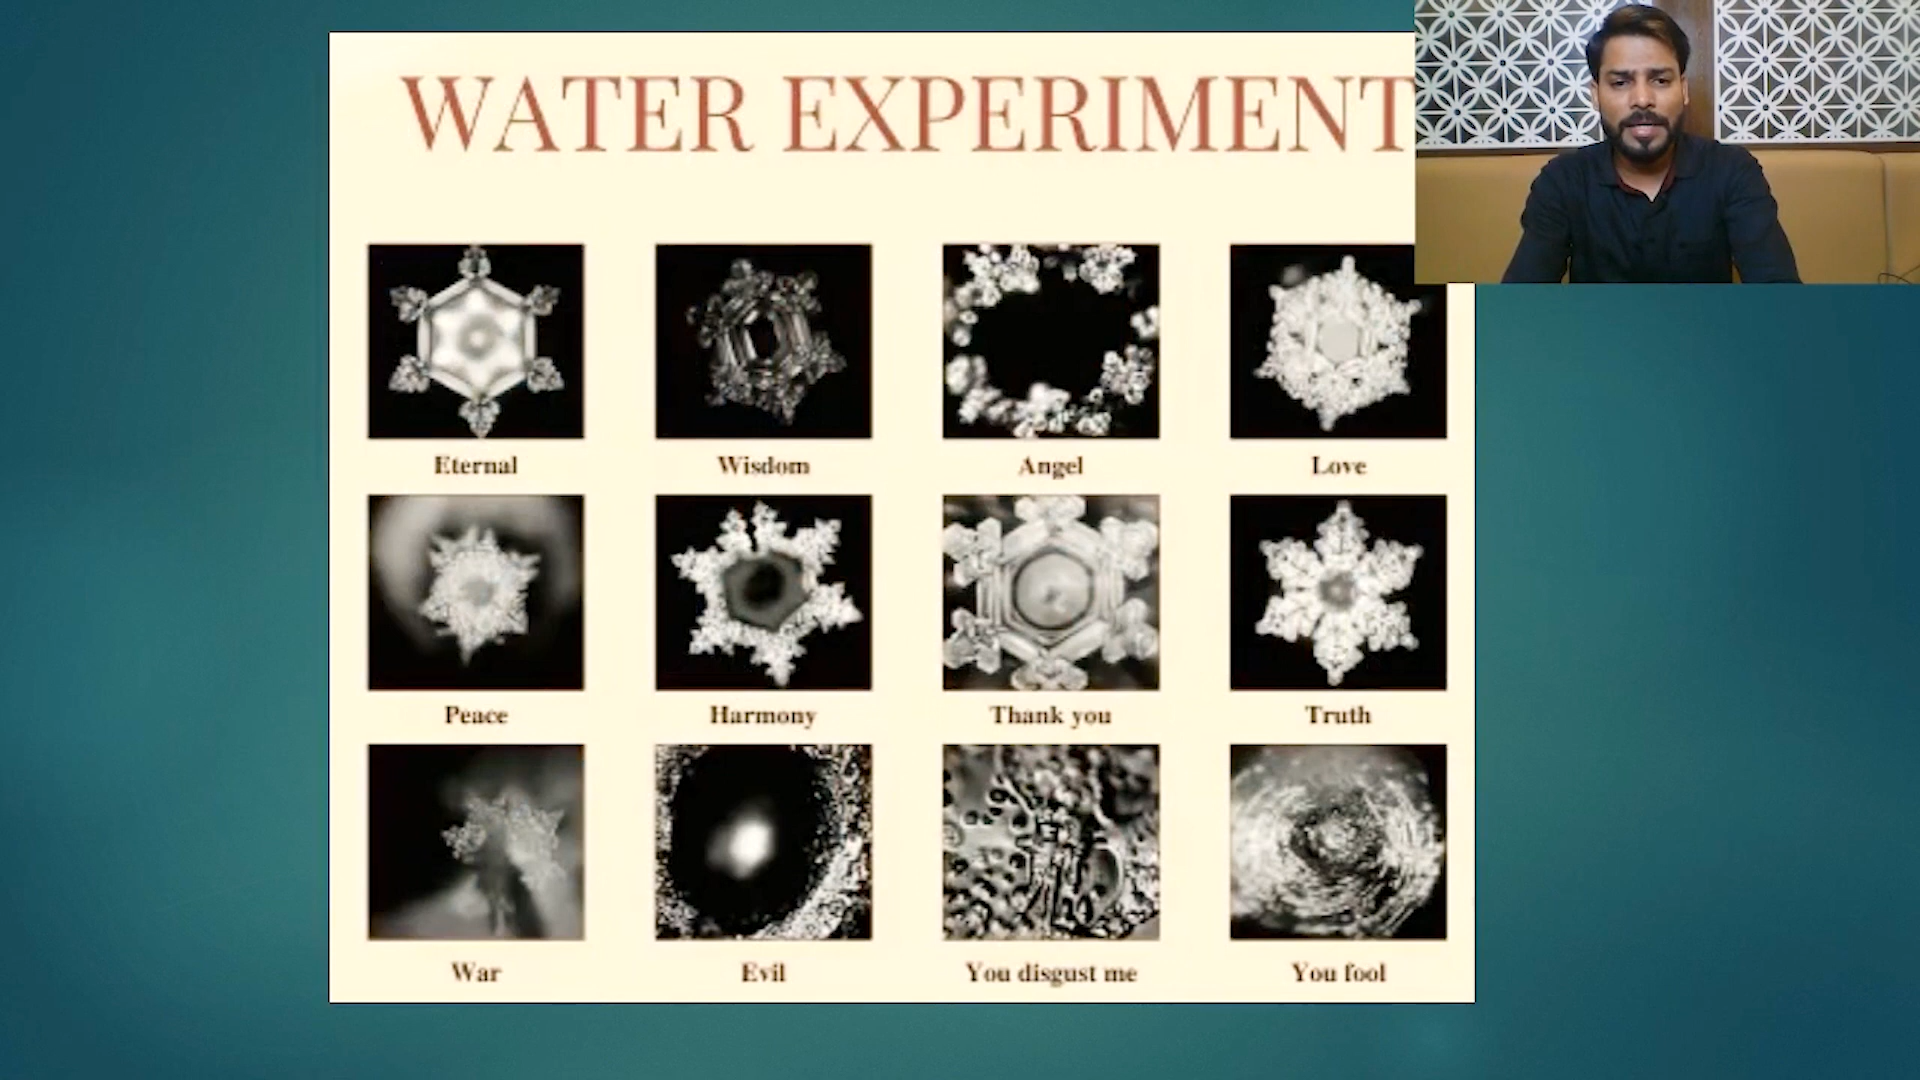 WATER EXPERIMENT
Eternal Wisdom Angel Love
Peace Harmony Thank you Truth
War Evil You disgust me You fool